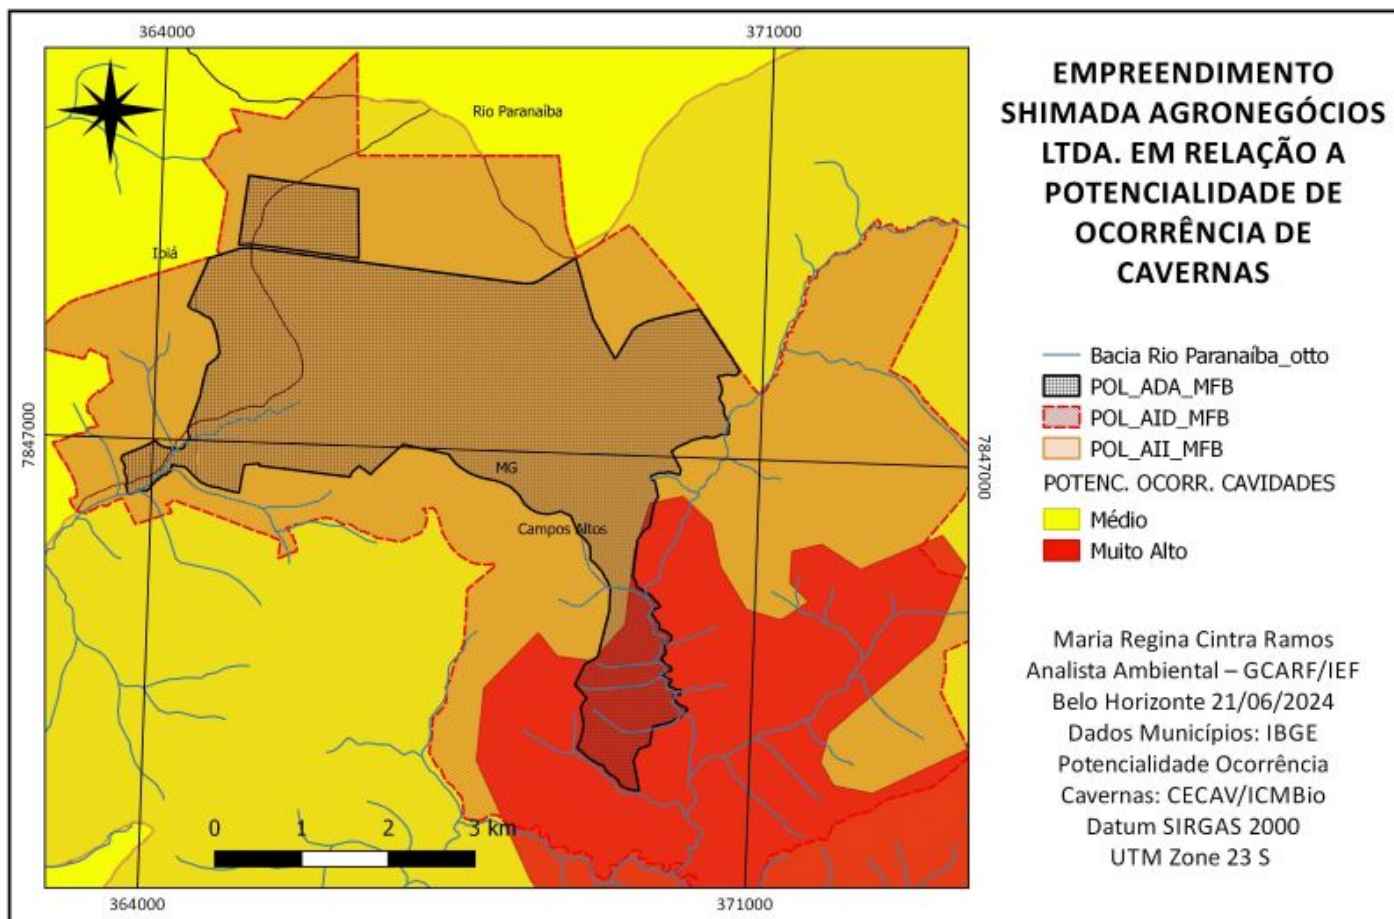 364000
371000
Rio Paranaíba
Ibiá
7847000
7847000
MG
Campos Altos
0 1 2 3 km
364000
371000
EMPREENDIMENTO
SHIMADA AGRONEGÓCIOS
LTDA. EM RELAÇÃO A
POTENCIALIDADE DE
OCORRÊNCIA DE
CAVERNAS
Bacia Rio Paranaíba_otto
POL_ADA_MFB
POL_AID_MFB
POL_AII_MFB
POTENC. OCORR. CAVIDADES
Médio
Muito Alto
Maria Regina Cintra Ramos
Analista Ambiental – GCARF/IEF
Belo Horizonte 21/06/2024
Dados Municípios: IBGE
Potencialidade Ocorrência
Cavernas: CECAV/ICMBio
Datum SIRGAS 2000
UTM Zone 23 S